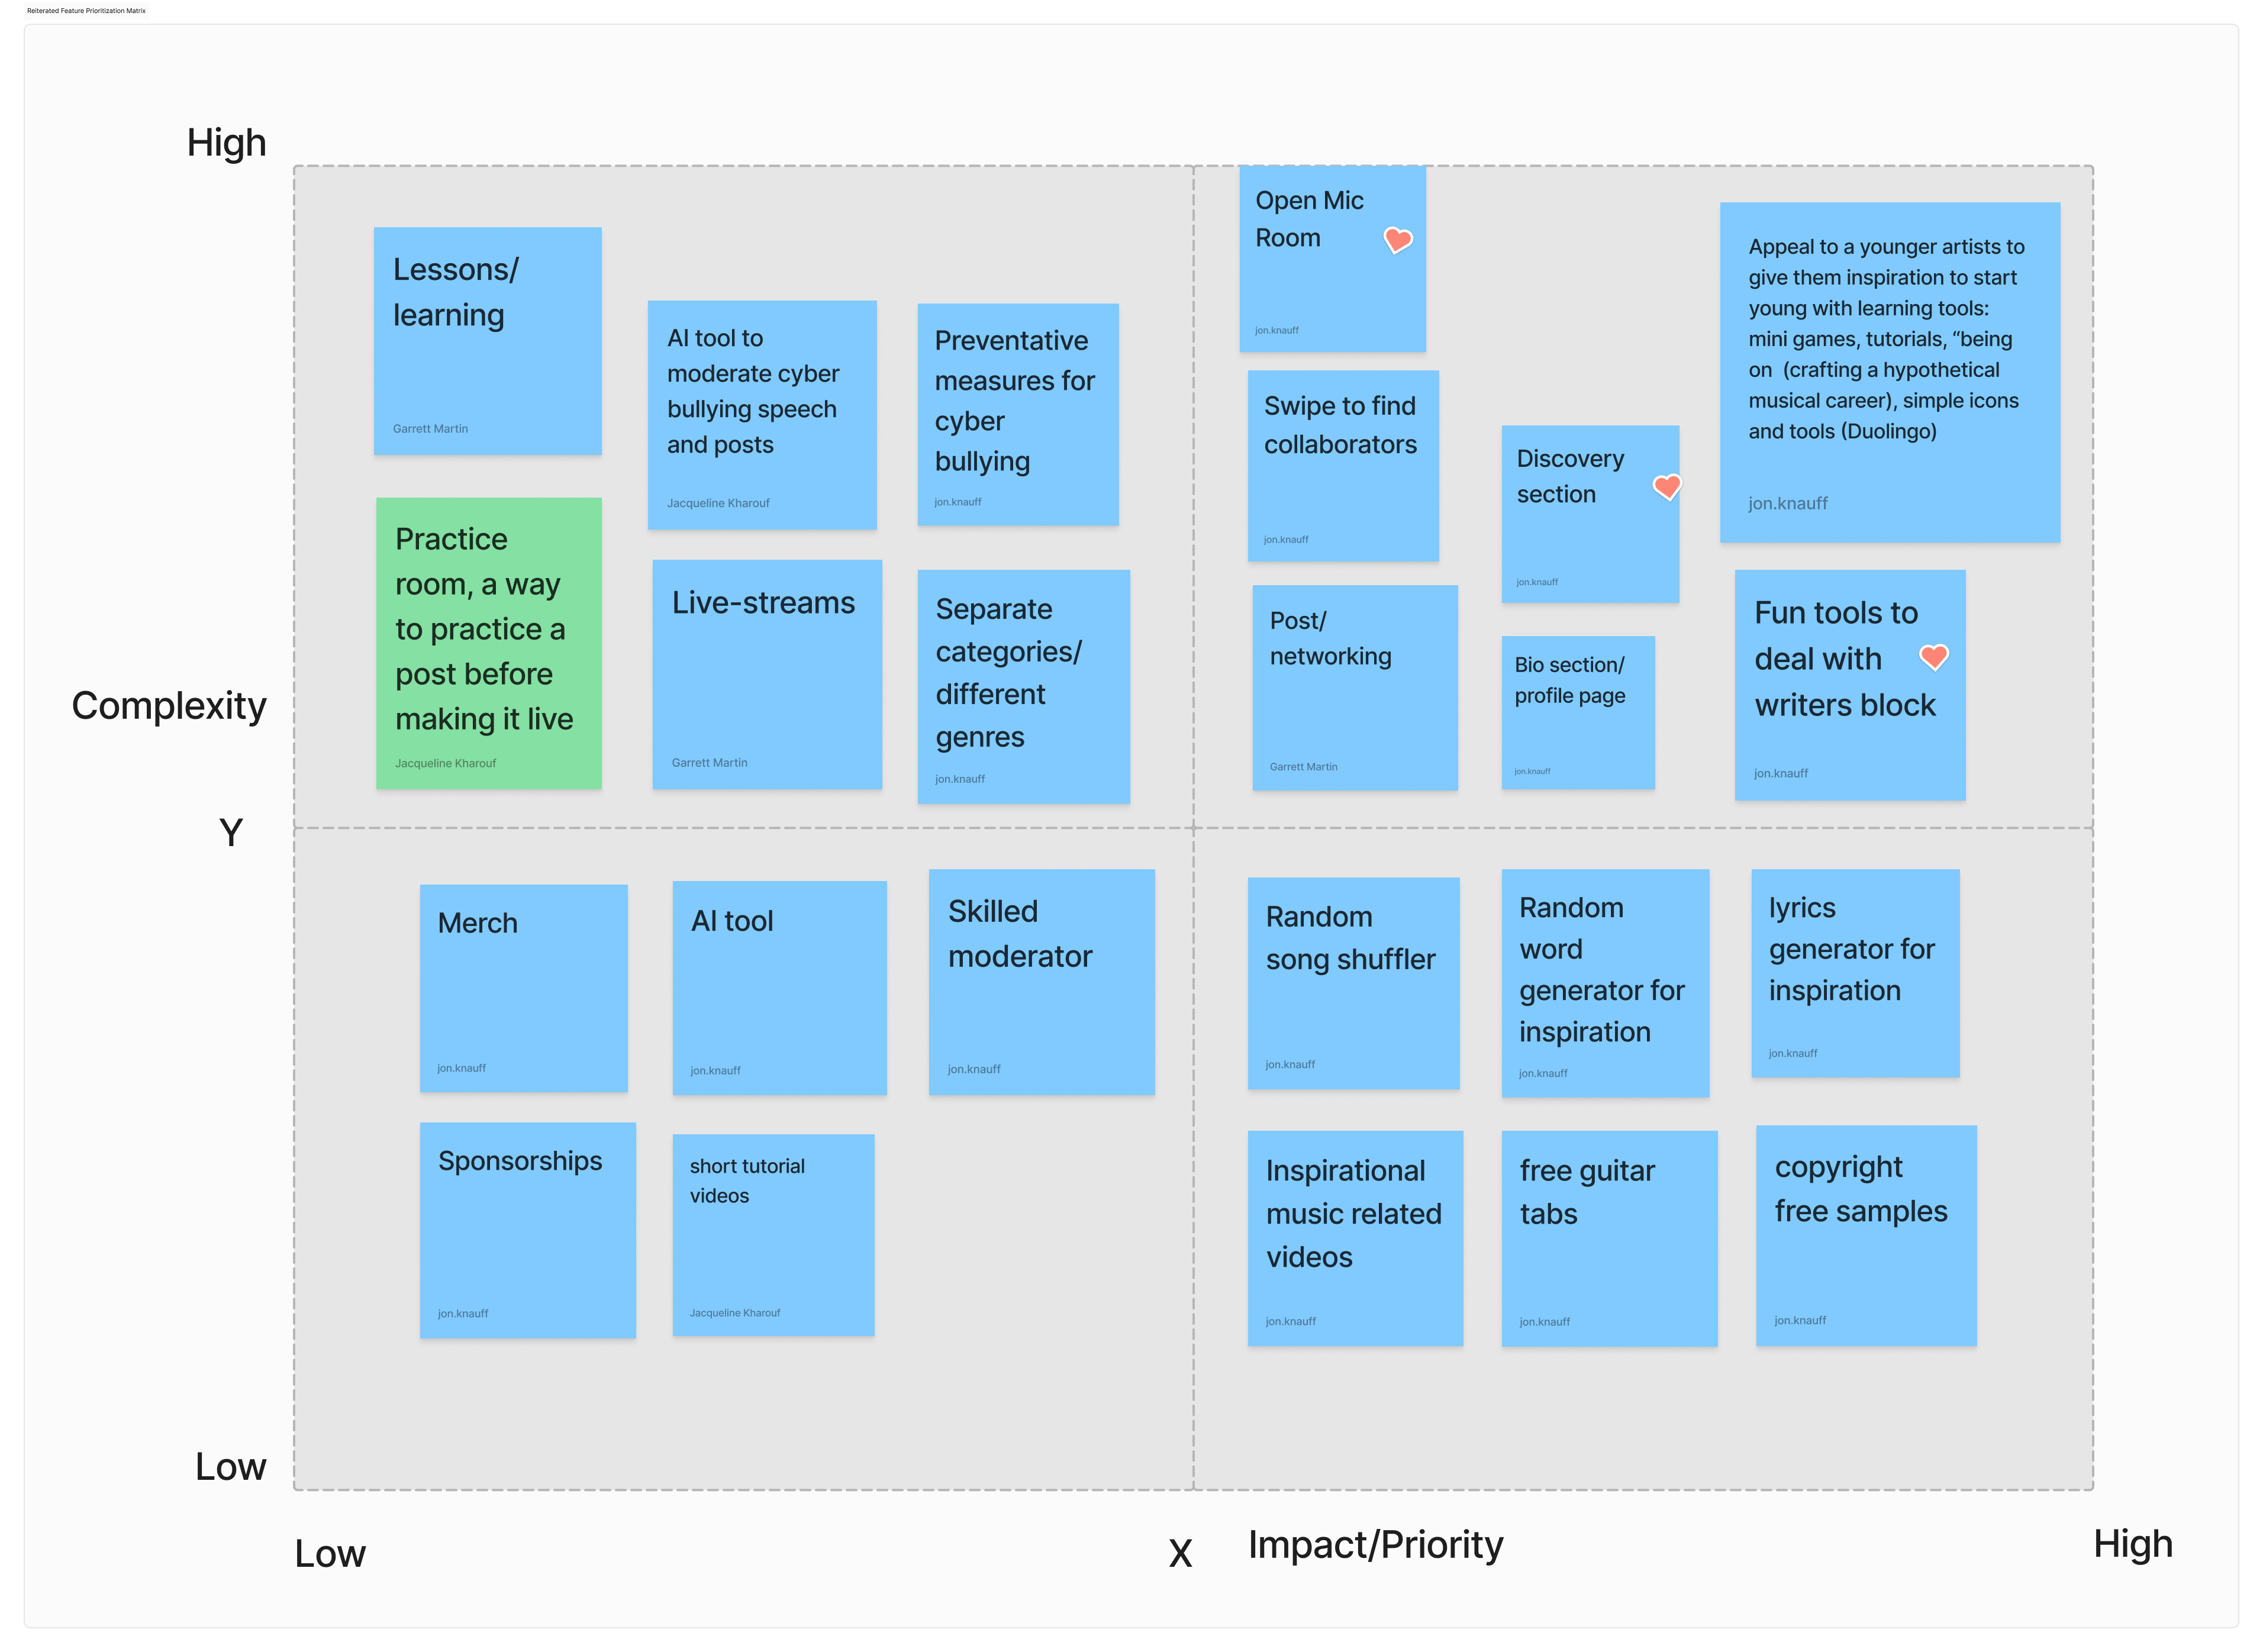 Reiterated Feature Prioritization Matrix
High
Lessons/
learning
Garrett Martin
AI tool to
moderate cyber
bullying speech
and posts
Jacqueline Kharouf
Preventative
measures for
cyber
bullying
jon.knauff
Open Mic
Room
jon.knauff
Swipe to find
collaborators
jon.knauff
Discovery
section
jon.knauff
Appeal to a younger artists to
give them inspiration to start
young with learning tools:
mini games, tutorials, “being
on  (crafting a hypothetical
musical career), simple icons
and tools (Duolingo)
jon.knauff
Practice
room, a way
to practice a
post before
making it live
Jacqueline Kharouf
Live-streams
Garrett Martin
Separate
categories/
different
genres
jon.knauff
Post/
networking
Garrett Martin
Bio section/
profile page
jon.knauff
Fun tools to
deal with
writers block
jon.knauff
Complexity
Y
Merch
jon.knauff
AI tool
jon.knauff
Skilled
moderator
jon.knauff
Random
song shuffler
jon.knauff
Random
word
generator for
inspiration
jon.knauff
lyrics
generator for
inspiration
jon.knauff
Sponsorships
jon.knauff
short tutorial
videos
Jacqueline Kharouf
Inspirational
music related
videos
jon.knauff
free guitar
tabs
jon.knauff
copyright
free samples
jon.knauff
Low
Low
X
Impact/Priority
High